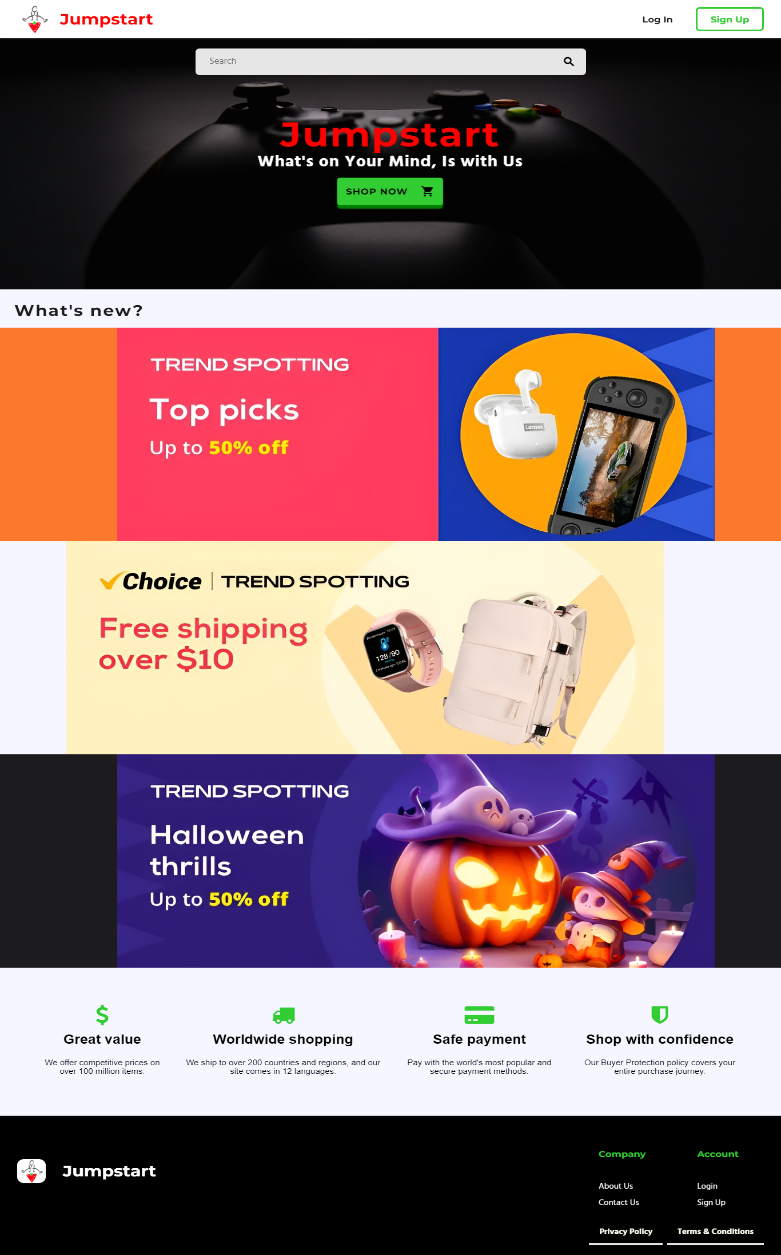 Jumpstart
Log In
Sign Up
Search
Jumpstart
What's on Your Mind, Is with Us
SHOP NOW
What's new?
TREND SPOTTING
Top picks
Up to 50% off
Lenovo
Choice | TREND SPOTTING
Free shipping
over $10
128/90
TREND SPOTTING
Halloween
thrills
Up to 50% off
Great value
We offer competitive prices on
over 100 million items.
Worldwide shopping
We ship to over 200 countries and regions, and our
site comes in 12 languages.
Safe payment
Pay with the world's most popular and
secure payment methods.
Shop with confidence
Our Buyer Protection policy covers your
entire purchase journey.
Jumpstart
Company
About Us
Contact Us
Account
Login
Sign Up
Privacy Policy
Terms & Conditions